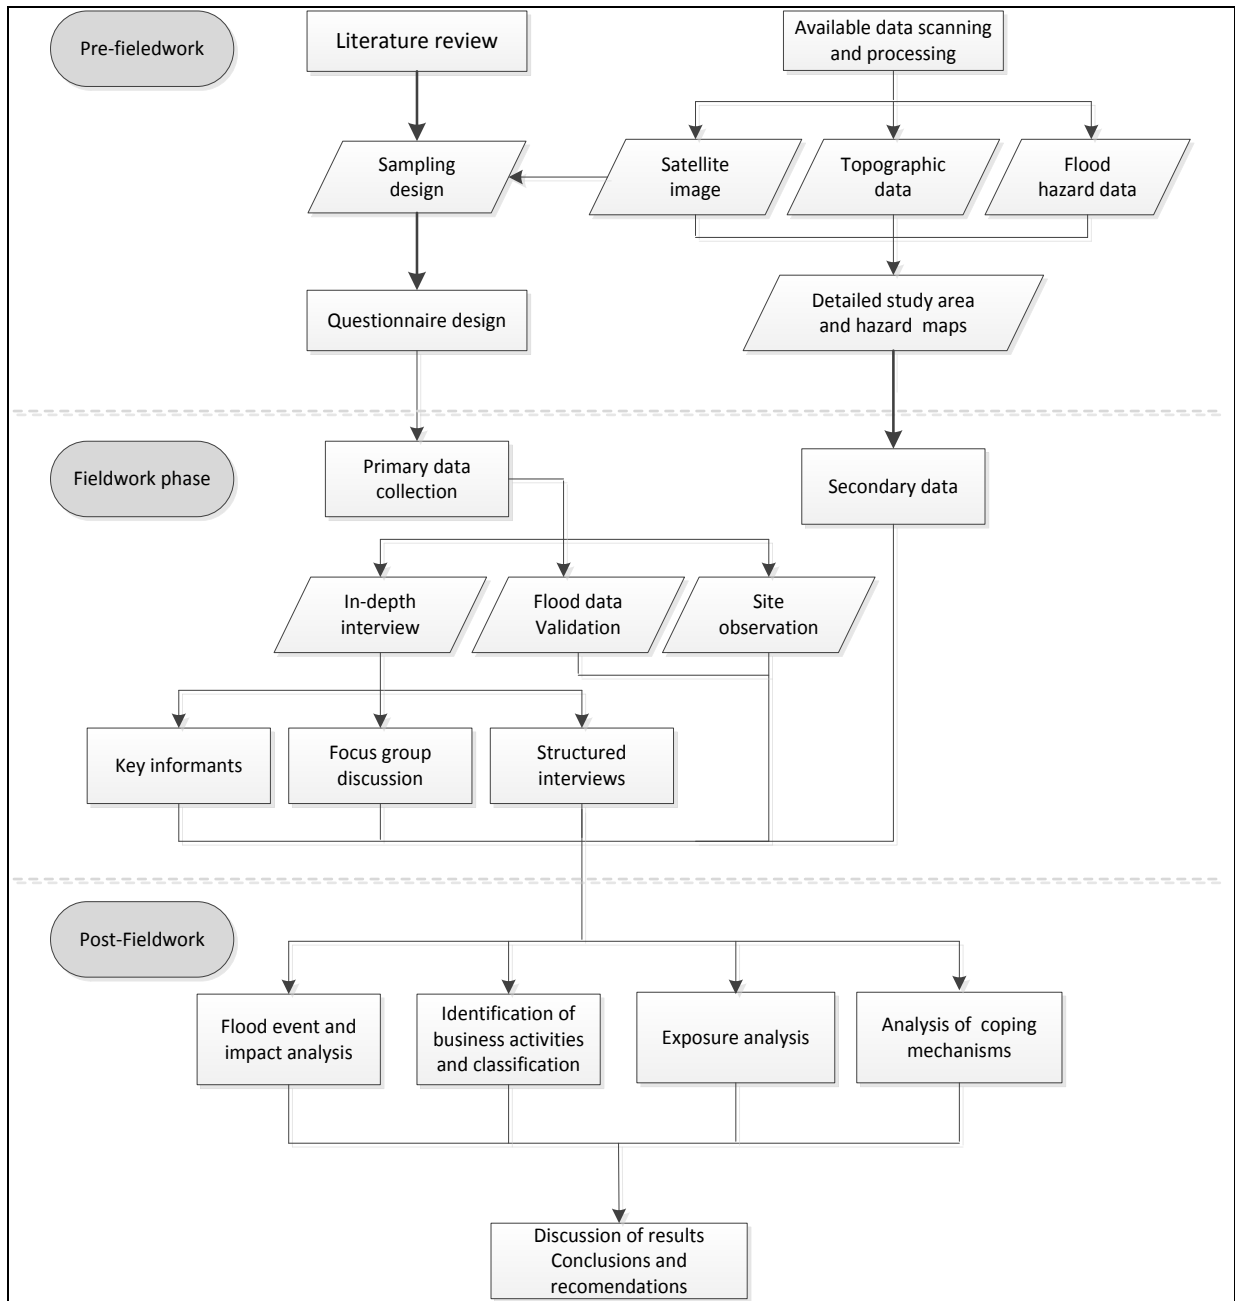 Pre-fieledwork
Literature review
Available data scanning
and processing
Sampling
design
Satellite
image
Topographic
data
Flood
hazard data
Questionnaire design
Detailed study area
and hazard maps
Fieldwork phase
Primary data
collection
Secondary data
In-depth
interview
Flood data
Validation
Site
observation
Key informants
Focus group
discussion
Structured
interviews
Post-Fieldwork
Flood event and
impact analysis
Identification of
business activities
and classification
Exposure analysis
Analysis of coping
mechanisms
Discussion of results
Conclusions and
recomendations